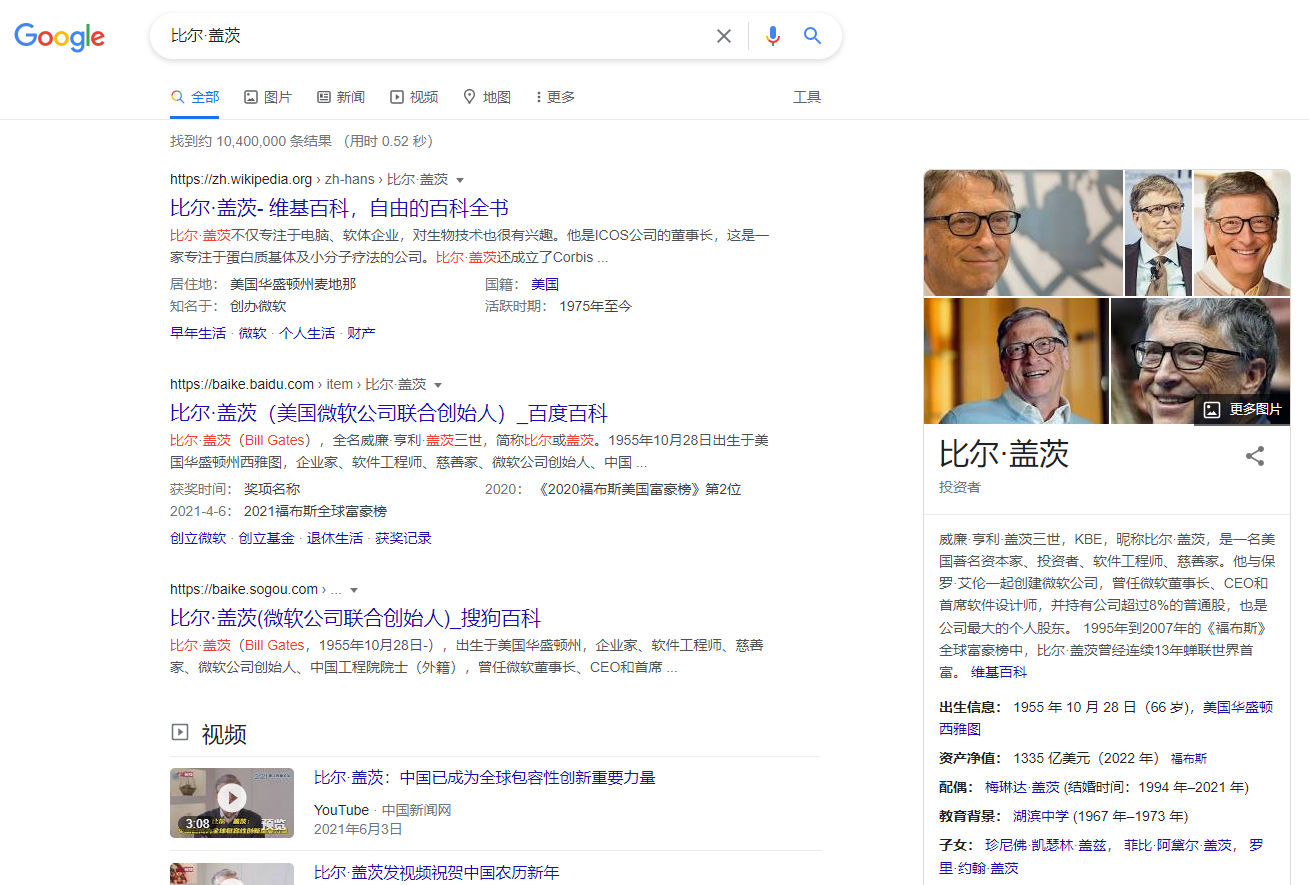 Google
比尔·盖茨
全部 图片 新闻 视频 地图 更多 工具
找到约 10,400,000 条结果 （用时 0.52 秒）
https://zh.wikipedia.org › zh-hans › 比尔·盖茨
比尔·盖茨- 维基百科，自由的百科全书
比尔·盖茨不仅专注于电脑、软体企业，对生物技术也很有兴趣。他是ICOS公司的董事长，这是一
家专注于蛋白质基体及小分子疗法的公司。比尔·盖茨还成立了Corbis ...
居住地： 美国华盛顿州麦地那 国籍： 美国
知名于： 创办微软 活跃时期： 1975年至今
早年生活 · 微软 · 个人生活 · 财产
https://baike.baidu.com › item › 比尔·盖茨
比尔·盖茨（美国微软公司联合创始人）_百度百科
比尔·盖茨（Bill Gates），全名威廉·亨利·盖茨三世，简称比尔或盖茨。1955年10月28日出生于美
国华盛顿州西雅图，企业家、软件工程师、慈善家、微软公司创始人、中国 ...
获奖时间： 奖项名称 2020： 《2020福布斯美国富豪榜》第2位
2021-4-6： 2021福布斯全球富豪榜
创立微软 · 创立基金 · 退休生活 · 获奖记录
https://baike.sogou.com › ...
比尔·盖茨(微软公司联合创始人)_搜狗百科
比尔·盖茨（Bill Gates，1955年10月28日-），出生于美国华盛顿州，企业家、软件工程师、慈善
家、微软公司创始人、中国工程院院士（外籍），曾任微软董事长、CEO和首席 ...
视频
3:08
预览
比尔·盖茨：中国已成为全球包容性创新重要力量
YouTube · 中国新闻网
2021年6月3日
比尔·盖茨发视频祝贺中国农历新年
更多图片
比尔·盖茨
投资者
威廉·亨利·盖茨三世，KBE，昵称比尔·盖茨，是一名美
国著名资本家、投资者、软件工程师、慈善家。他与保
罗·艾伦一起创建微软公司，曾任微软董事长、CEO和
首席软件设计师，并持有公司超过8%的普通股，也是
公司最大的个人股东。 1995年到2007年的《福布斯》
全球富豪榜中，比尔·盖茨曾经连续13年蝉联世界首
富。 维基百科
出生信息： 1955 年 10 月 28 日（66 岁)，美国华盛顿
西雅图
资产净值： 1335 亿美元（2022 年） 福布斯
配偶： 梅琳达·盖茨 (结婚时间：1994 年–2021 年)
教育背景： 湖滨中学 (1967 年–1973 年)
子女： 珍尼佛·凯瑟林·盖兹， 菲比·阿黛尔·盖茨， 罗
里·约翰·盖茨